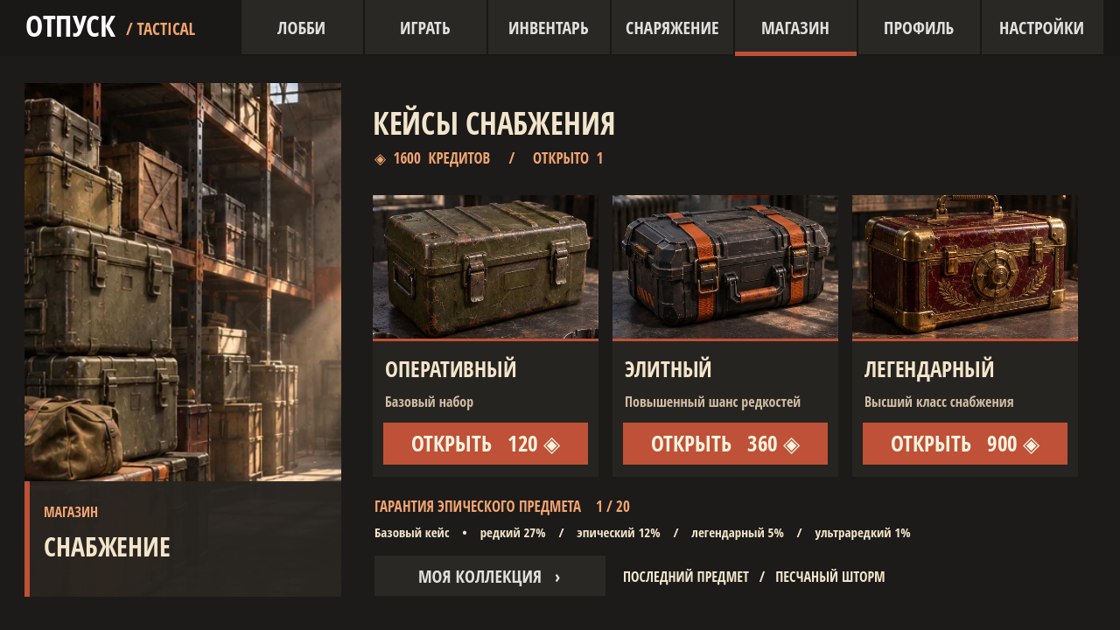 ОТПУСК / TACTICAL
ЛОББИ ИГРАТЬ ИНВЕНТАРЬ СНАРЯЖЕНИЕ МАГАЗИН ПРОФИЛЬ НАСТРОЙКИ
КЕЙСЫ СНАБЖЕНИЯ
◈ 1600 КРЕДИТОВ / ОТКРЫТО 1
ОПЕРАТИВНЫЙ
Базовый набор
ОТКРЫТЬ 120 ◈
ЭЛИТНЫЙ
Повышенный шанс редкостей
ОТКРЫТЬ 360 ◈
ЛЕГЕНДАРНЫЙ
Высший класс снабжения
ОТКРЫТЬ 900 ◈
МАГАЗИН
СНАБЖЕНИЕ
ГАРАНТИЯ ЭПИЧЕСКОГО ПРЕДМЕТА 1 / 20
Базовый кейс • редкий 27% / эпический 12% / легендарный 5% / ультраредкий 1%
МОЯ КОЛЛЕКЦИЯ ›
ПОСЛЕДНИЙ ПРЕДМЕТ / ПЕСЧАНЫЙ ШТОРМ